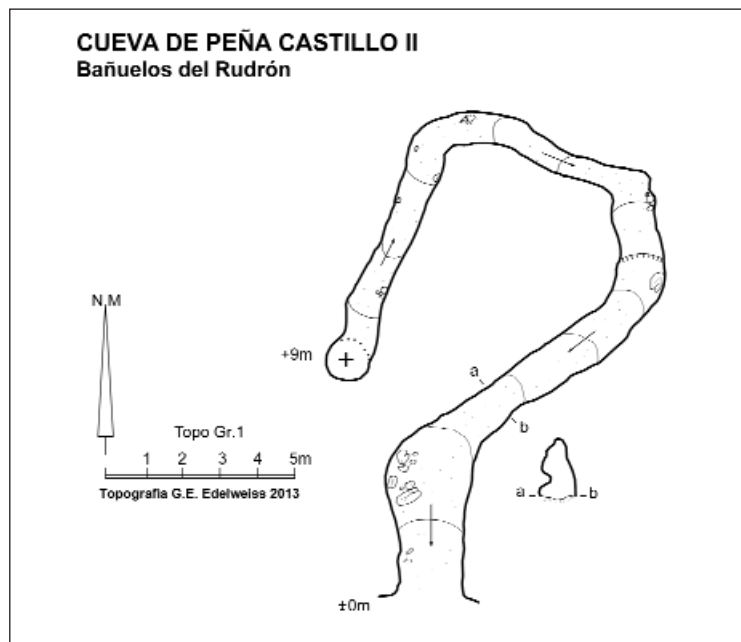 CUEVA DE PEÑA CASTILLO II
Bañuelos del Rudrón
N.M
+9m
a
b
Topo Gr.1
1 2 3 4 5m
a b
Topografia G.E. Edelweiss 2013
±0m